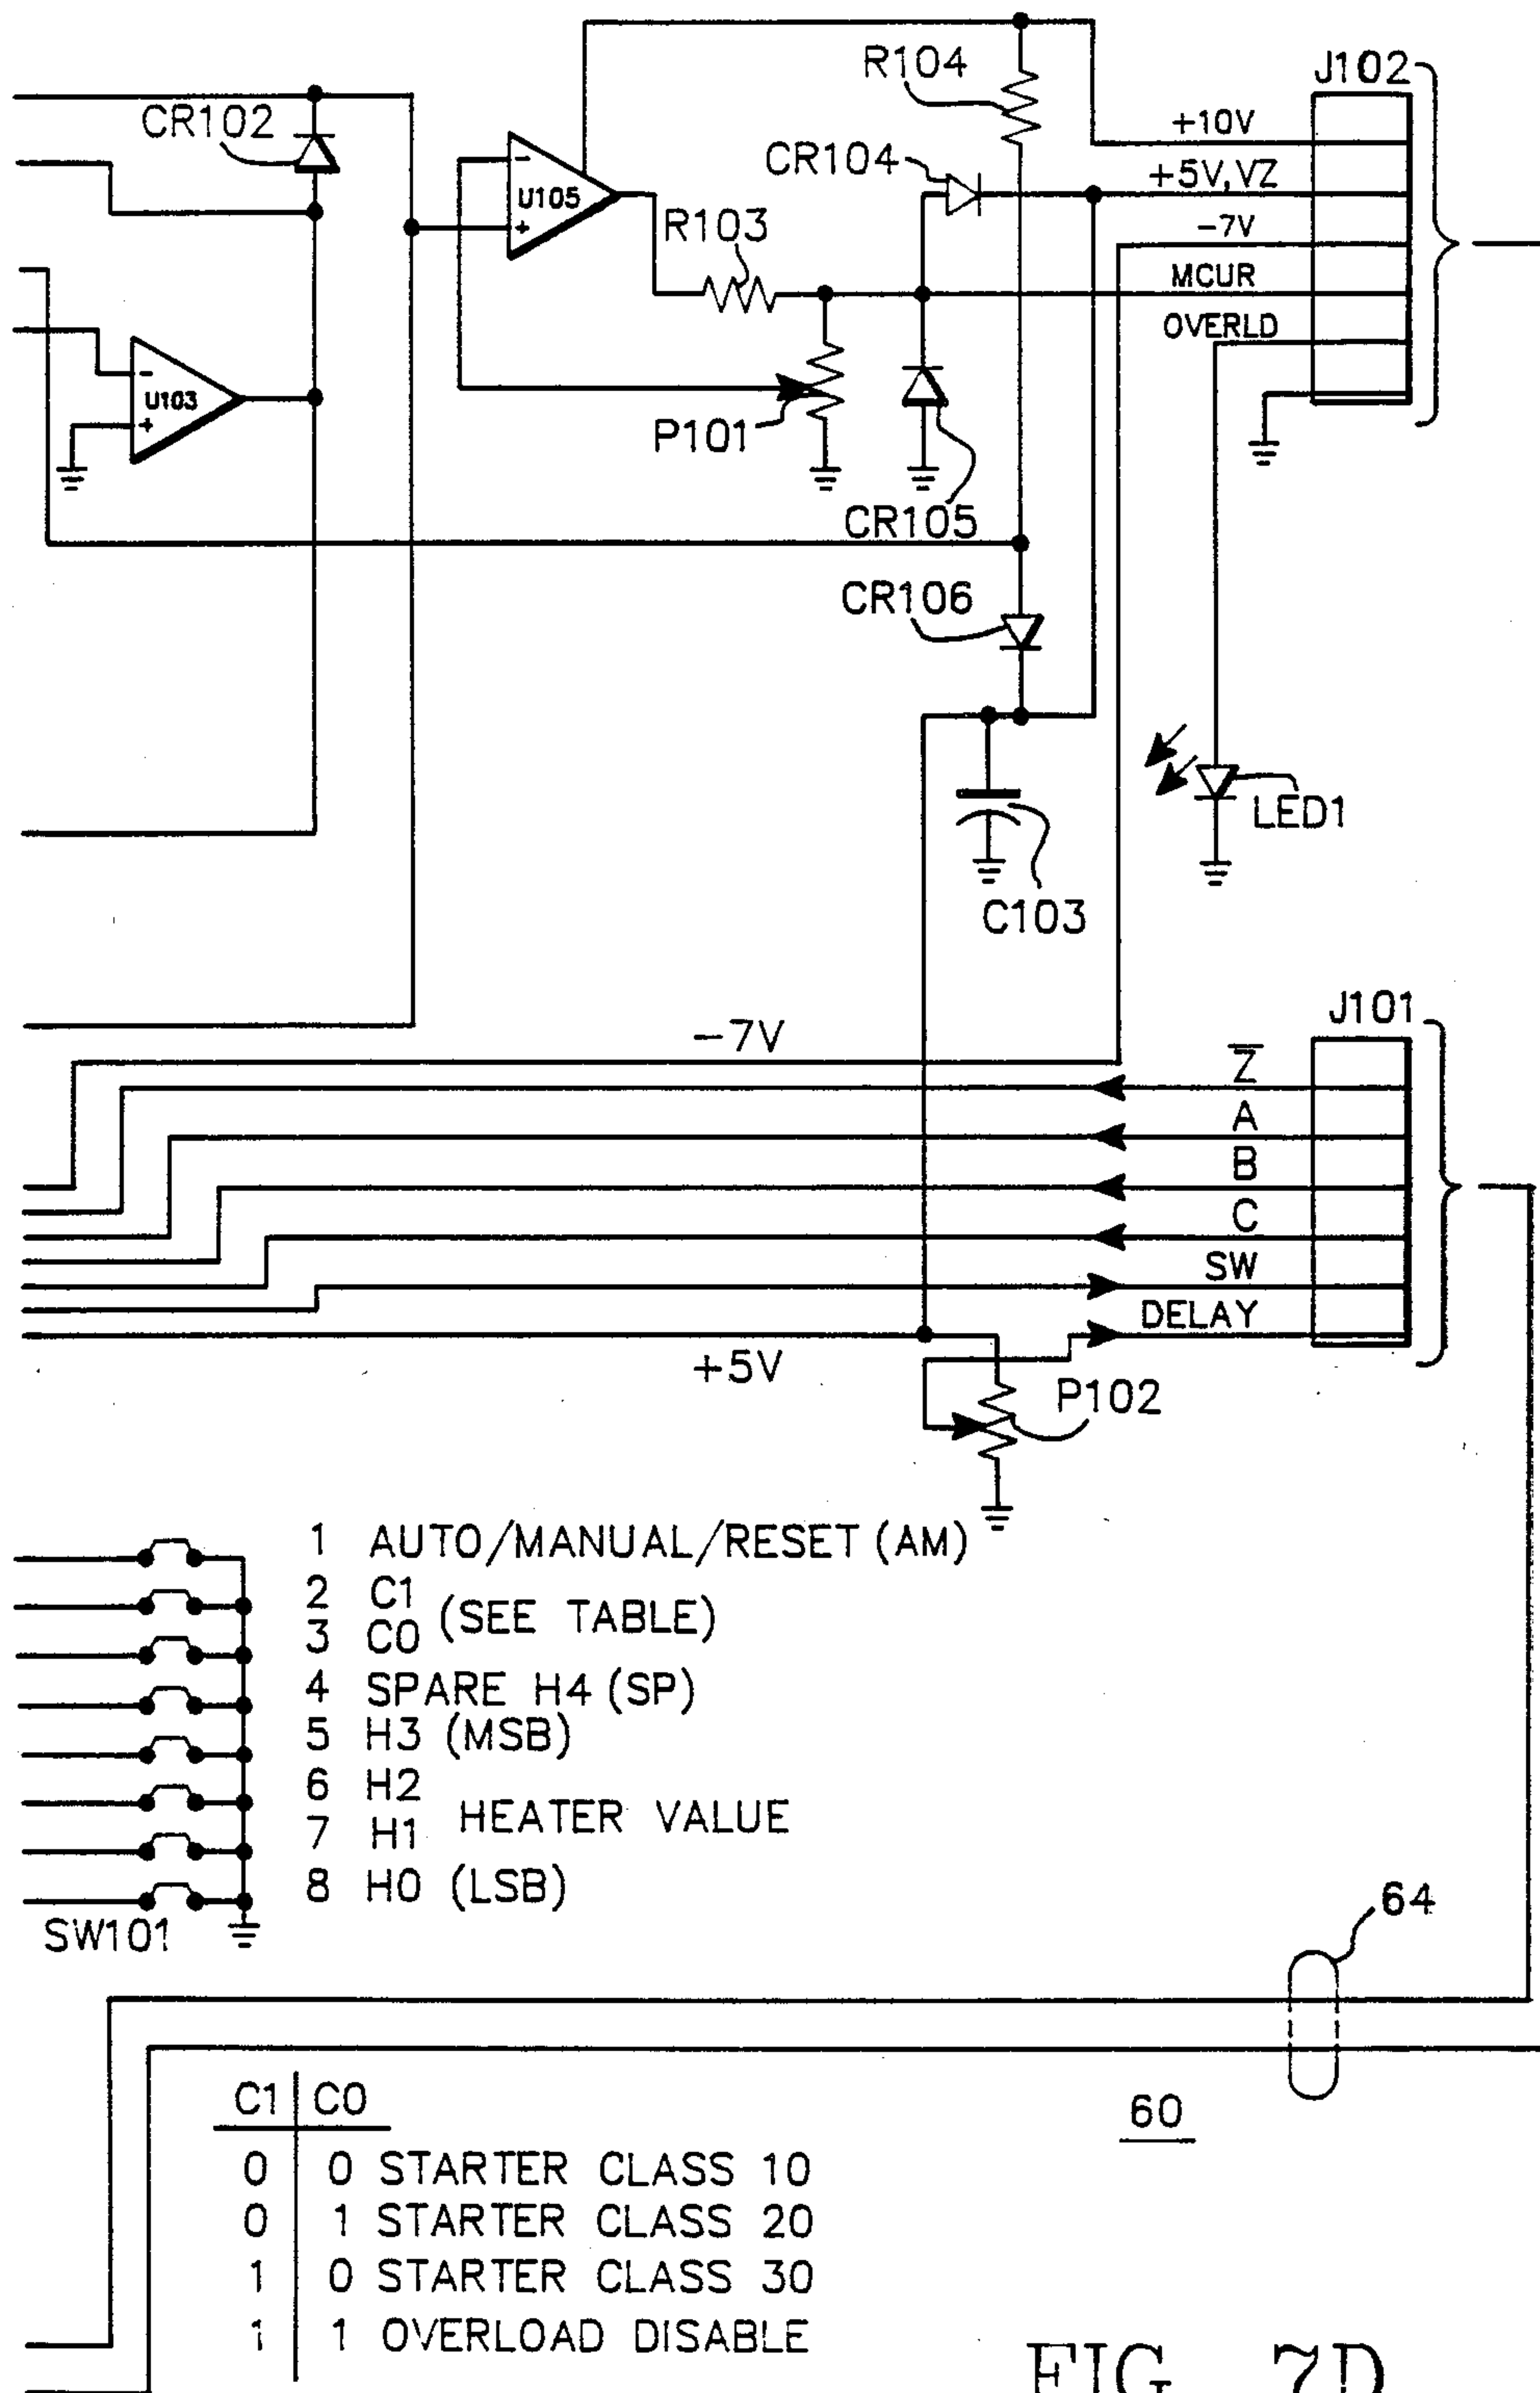 R104
J102
CR102
+10V
CR104
+5V,VZ
-
U105
+
R103
-7V
MCUR
OVERLD
-
U103
+
P101
CR105
CR106
LED1
C103
J101
-7V
Z̅
A
B
C
SW
DELAY
+5V
P102
1 AUTO/MANUAL/RESET (AM)
2 C1
(SEE TABLE)
3 C0
4 SPARE H4 (SP)
5 H3 (MSB)
6 H2
HEATER VALUE
7 H1
8 H0 (LSB)
SW101
64
C1 C0
60
0 0 STARTER CLASS 10
0 1 STARTER CLASS 20
1 0 STARTER CLASS 30
1 1 OVERLOAD DISABLE
FIG. 7D